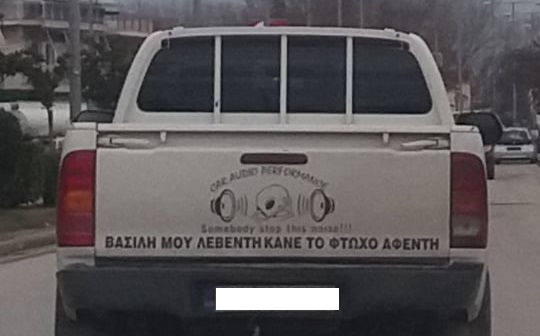 CAR AUDIO PERFORMANCE
Somebody stop this noise!!!
ΒΑΣΙΛΗ ΜΟΥ ΛΕΒΕΝΤΗ ΚΑΝΕ ΤΟ ΦΤΩΧΟ ΑΦΕΝΤΗ